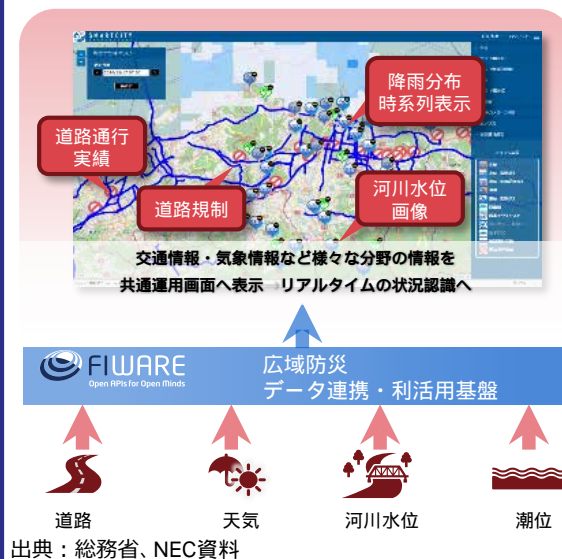 SMARTCITY
降雨分布
時系列表示
道路通行
実績
道路規制
河川水位
画像
交通情報・気象情報など様々な分野の情報を
共通運用画面へ表示 リアルタイムの状況認識へ
FIWARE
Open APIs for Open Minds
広域防災
データ連携・利活用基盤
道路
天気
河川水位
潮位
出典：総務省、NEC資料